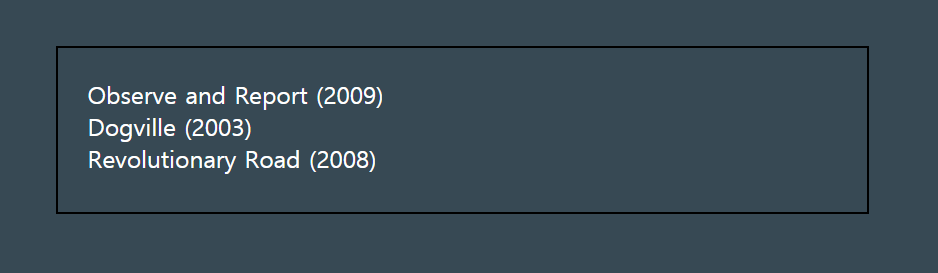 Observe and Report (2009)
Dogville (2003)
Revolutionary Road (2008)